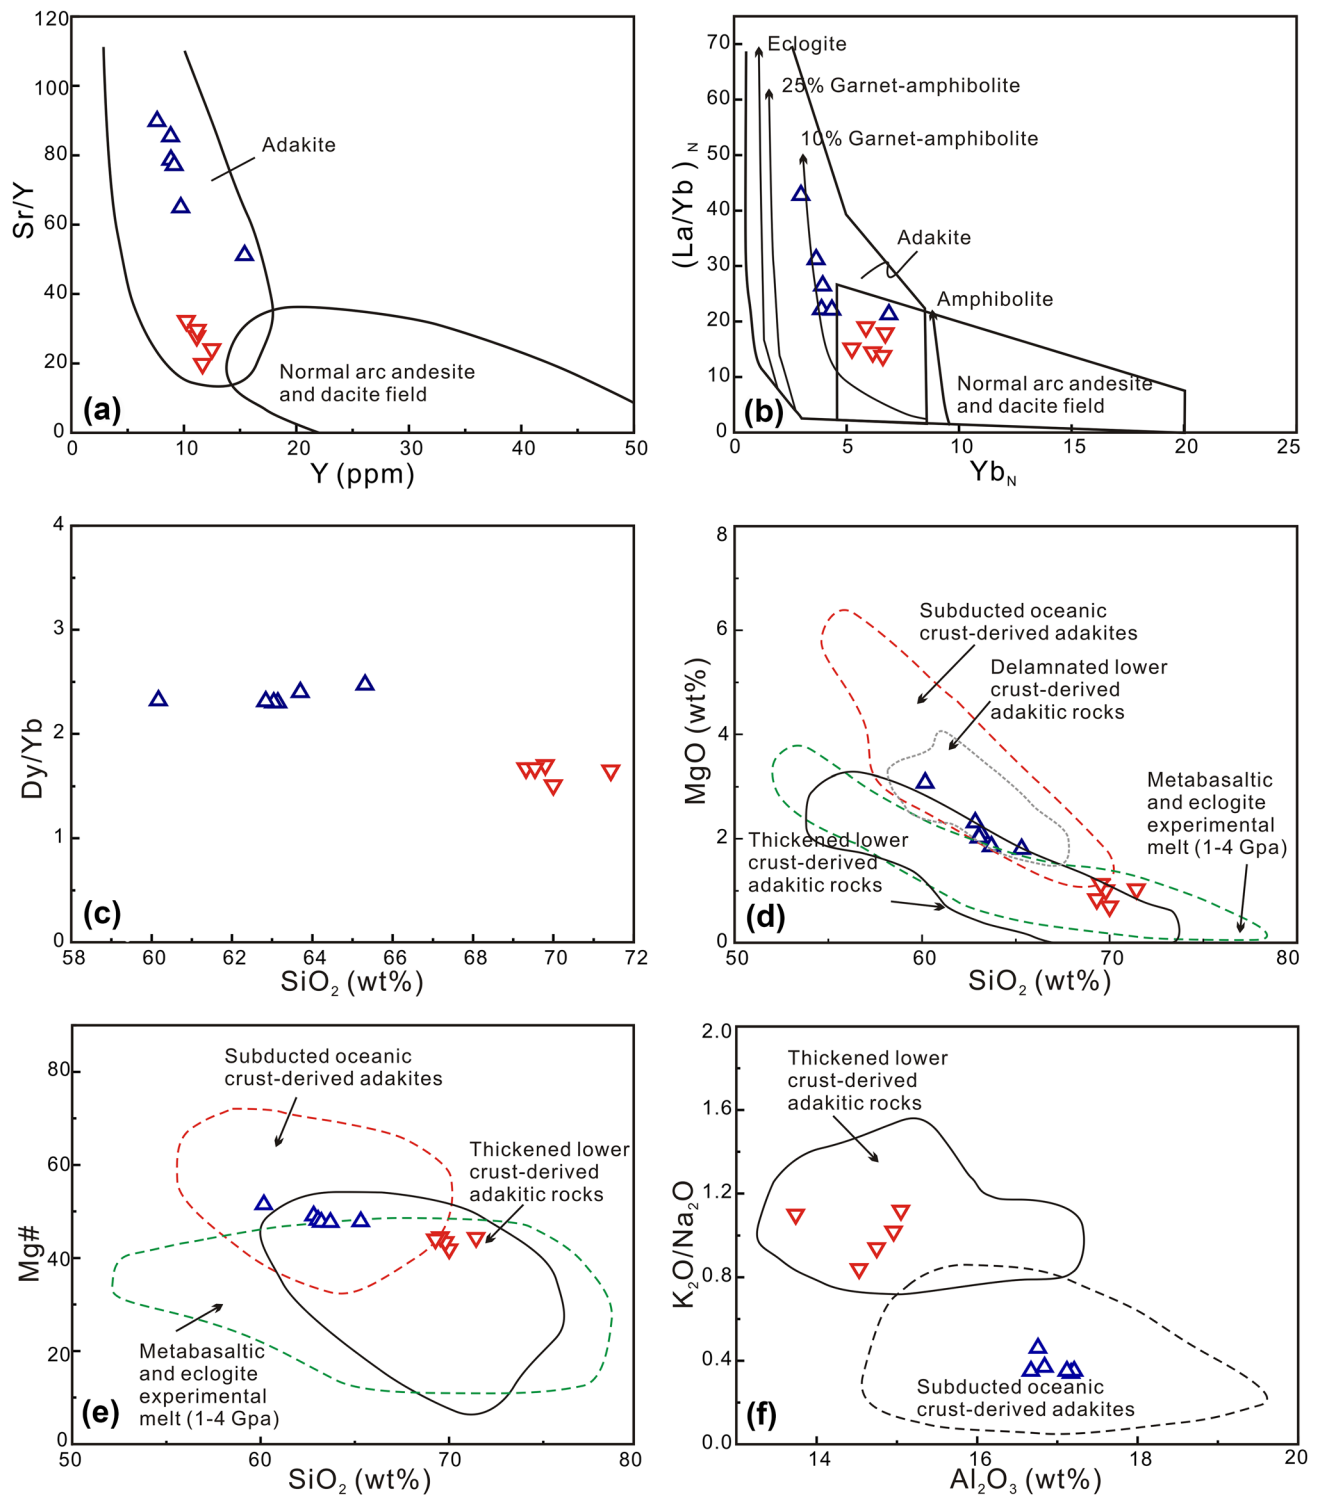 120
100
80
60
40
20
0
Sr/Y
Adakite
Normal arc andesite
and dacite field
(a)
0
10
20
30
40
50
Y (ppm)
70
60
50
40
30
20
10
0
(La/Yb)N
Eclogite
25% Garnet-amphibolite
10% Garnet-amphibolite
Adakite
Amphibolite
Normal arc andesite
and dacite field
(b)
0
5
10
15
20
25
YbN
4
3
2
1
0
Dy/Yb
(c)
58
60
62
64
66
68
70
72
SiO2 (wt%)
8
6
4
2
0
MgO (wt%)
Subducted oceanic
crust-derived adakites
Delamnated lower
crust-derived
adakitic rocks
Metabasaltic
and eclogite
experimental
melt (1-4 Gpa)
Thickened lower
crust-derived
adakitic rocks
(d)
50
60
70
80
SiO2 (wt%)
80
60
40
20
0
Mg#
Subducted oceanic
crust-derived adakites
Thickened lower
crust-derived
adakitic rocks
Metabasaltic
and eclogite
experimental
melt (1-4 Gpa)
(e)
50
60
70
80
SiO2 (wt%)
2.0
1.6
1.2
0.8
0.4
0.0
K2O/Na2O
Thickened lower
crust-derived
adakitic rocks
Subducted oceanic
crust-derived adakites
(f)
14
16
18
20
Al2O3 (wt%)